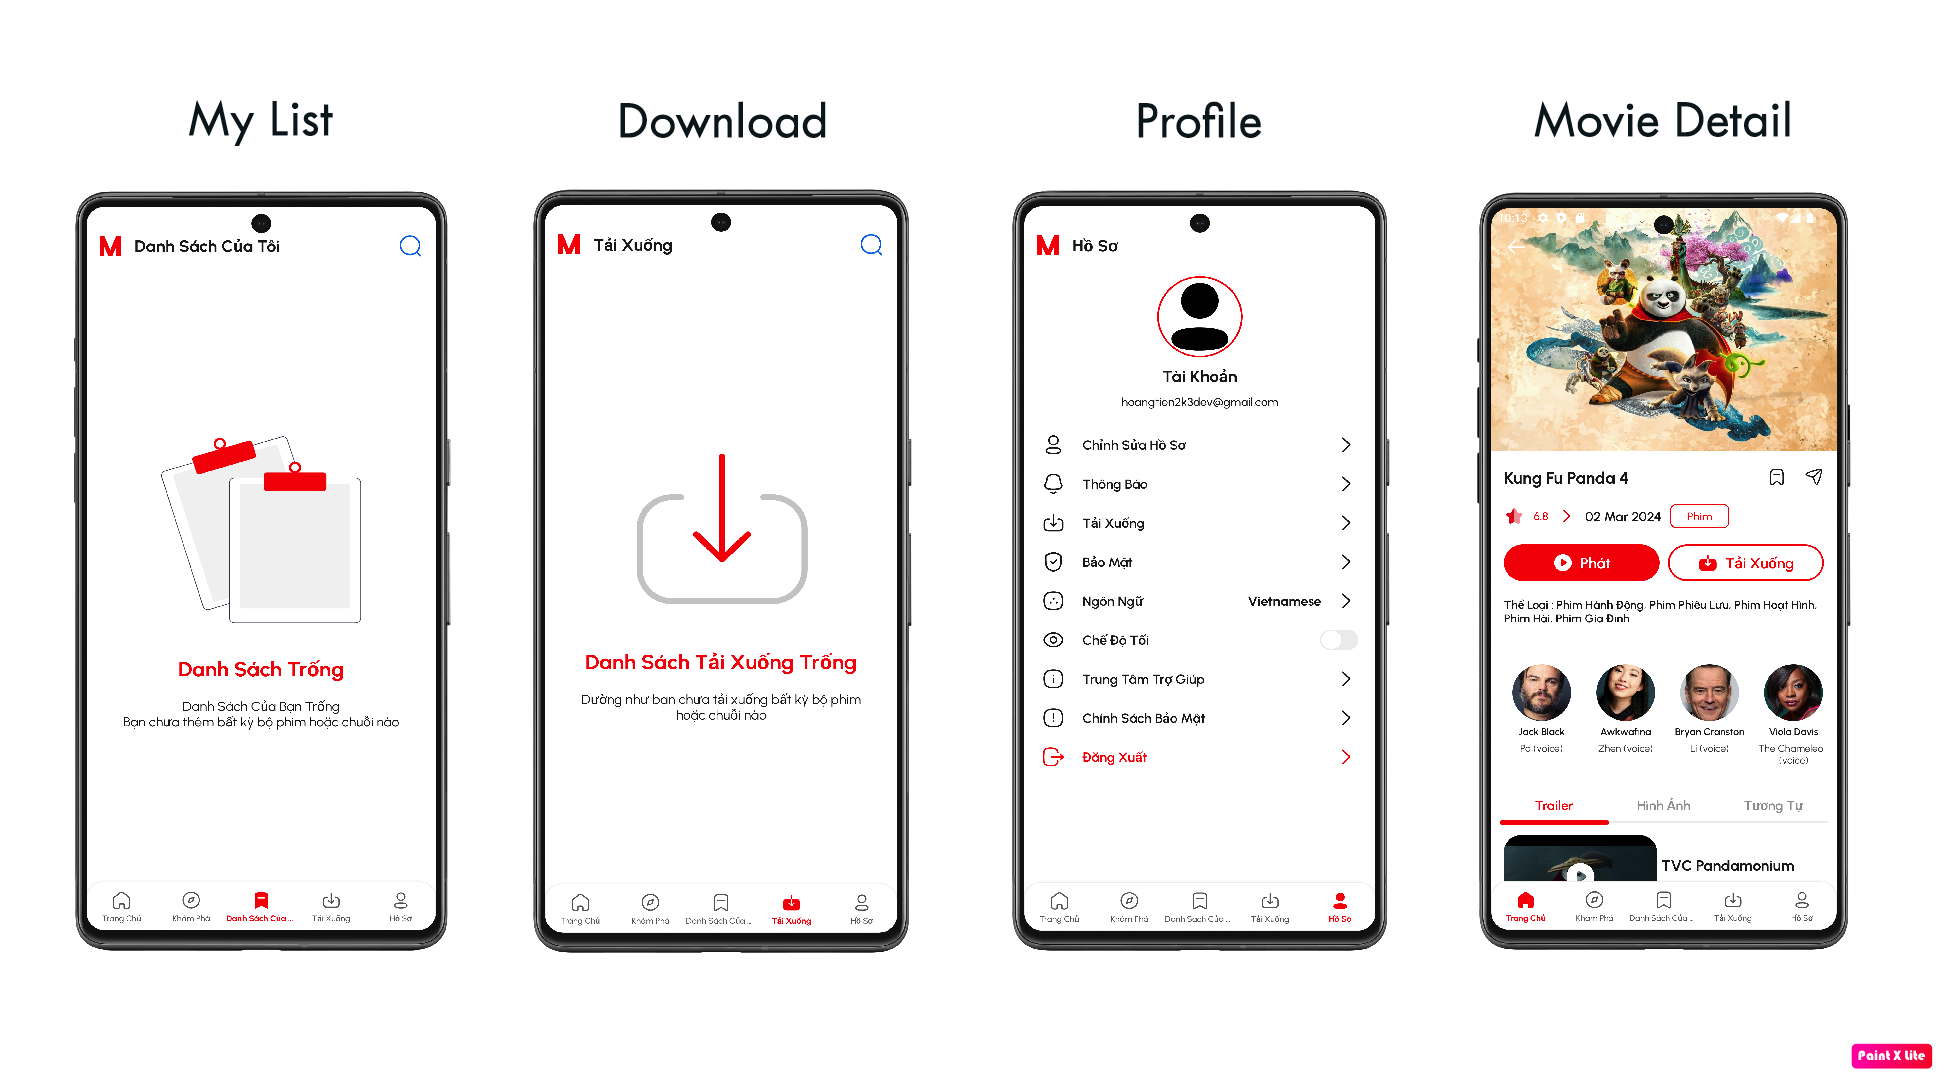 My List
Download
Profile
Movie Detail
M Danh Sách Của Tôi
Danh Sách Trống
Danh Sách Của Bạn Trống
Bạn chưa thêm bất kỳ bộ phim hoặc chuỗi nào
Trang Chủ Khám Phá Danh Sách Của ... Tải Xuống Hồ Sơ
M Tải Xuống
Danh Sách Tải Xuống Trống
Dường như bạn chưa tải xuống bất kỳ bộ phim
hoặc chuỗi nào
Trang Chủ Khám Phá Danh Sách Của ... Tải Xuống Hồ Sơ
M Hồ Sơ
Tài Khoản
hoangtien2k3dev@gmail.com
Chỉnh Sửa Hồ Sơ
Thông Báo
Tải Xuống
Bảo Mật
Ngôn Ngữ Vietnamese
Chế Độ Tối
Trung Tâm Trợ Giúp
Chính Sách Bảo Mật
Đăng Xuất
Trang Chủ Khám Phá Danh Sách Của ... Tải Xuống Hồ Sơ
10:13
Kung Fu Panda 4
6.8 02 Mar 2024 Phim
Phát Tải Xuống
Thể Loại : Phim Hành Động, Phim Phiêu Lưu, Phim Hoạt Hình,
Phim Hài, Phim Gia Đình
Jack Black Awkwafina Bryan Cranston Viola Davis
Po (voice) Zhen (voice) Li (voice) The Chameleo
(voice)
Trailer Hình Ảnh Tương Tự
TVC Pandamonium
Trang Chủ Khám Phá Danh Sách Của ... Tải Xuống Hồ Sơ
Paint X Lite